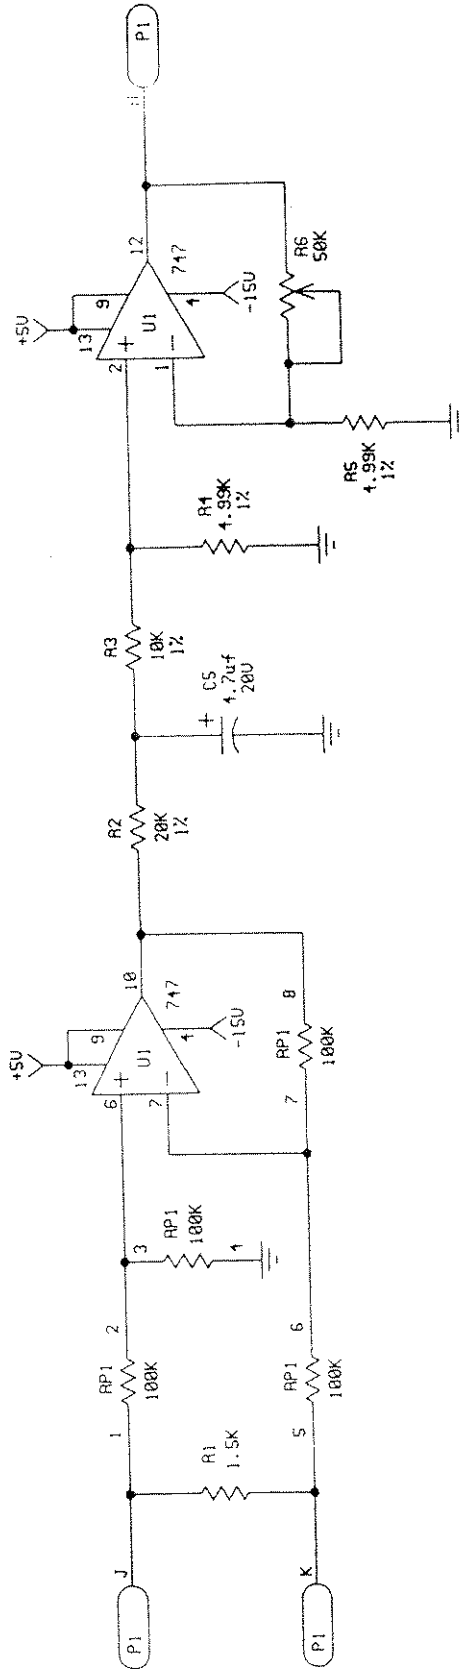 P1
J
P1
K
R1
1.5K
1
RP1
100K
2
5
RP1
100K
6
3
RP1
100K
4
+5V
13
9
6
+
U1
7
−
4
-15V
747
10
7
RP1
100K
8
R2
20K
1%
+
C5
4.7uf
20V
R3
10K
1%
R4
4.99K
1%
R5
4.99K
1%
+5V
13
9
2
+
U1
1
−
4
-15V
747
12
R6
50K
P1